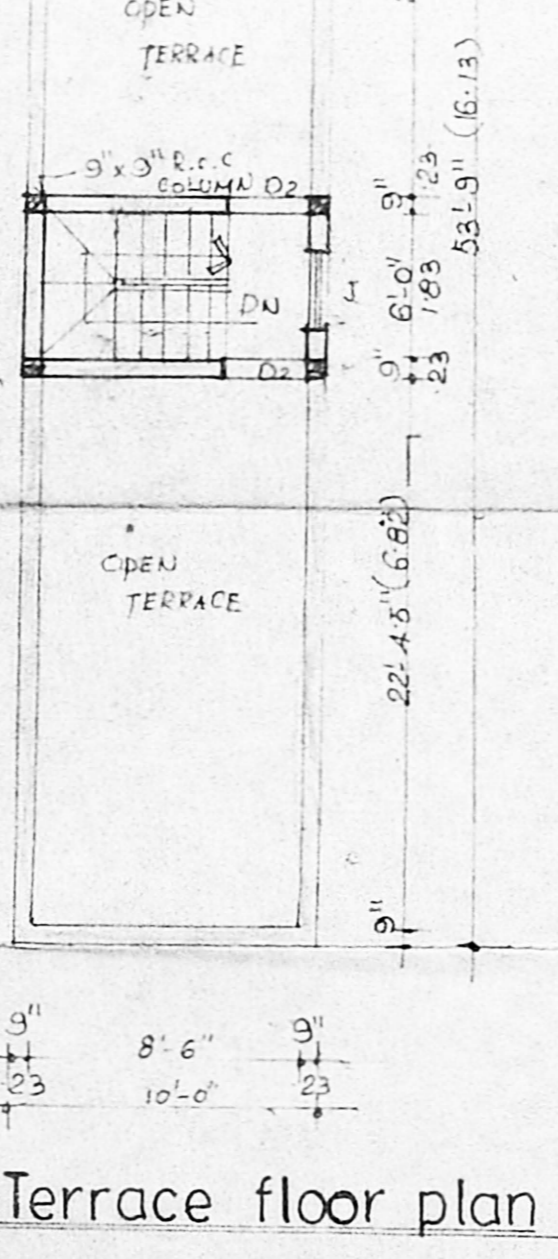 OPEN
TERRACE
9"x9" R.C.C
COLUMN D2
DN
D2
9" 23
6'-0" 1.83
9" 23
53'-9" (16.13)
OPEN
TERRACE
22'-4.5" (6.82)
9"
9" 8'-6" 9"
23 10'-0" 23
Terrace floor plan